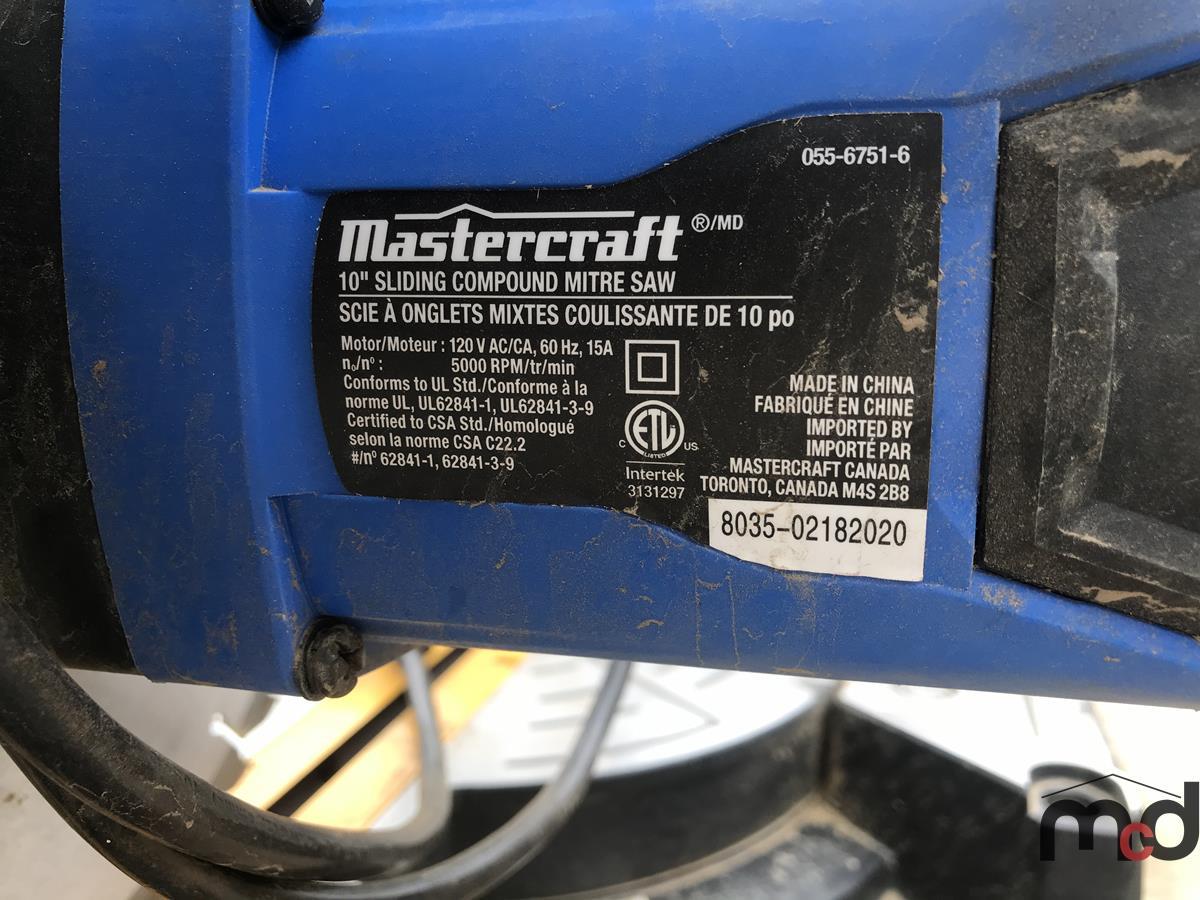 055-6751-6
Mastercraft ®/MD
10" SLIDING COMPOUND MITRE SAW
SCIE À ONGLETS MIXTES COULISSANTE DE 10 po
Motor/Moteur : 120 V AC/CA, 60 Hz, 15A
n₀/n⁰ : 5000 RPM/tr/min
Conforms to UL Std./Conforme à la
norme UL, UL62841-1, UL62841-3-9
Certified to CSA Std./Homologué
selon la norme CSA C22.2
#/nº 62841-1, 62841-3-9
C ETL US
LISTED
Intertek
3131297
MADE IN CHINA
FABRIQUÉ EN CHINE
IMPORTED BY
IMPORTÉ PAR
MASTERCRAFT CANADA
TORONTO, CANADA M4S 2B8
8035-02182020
mcd